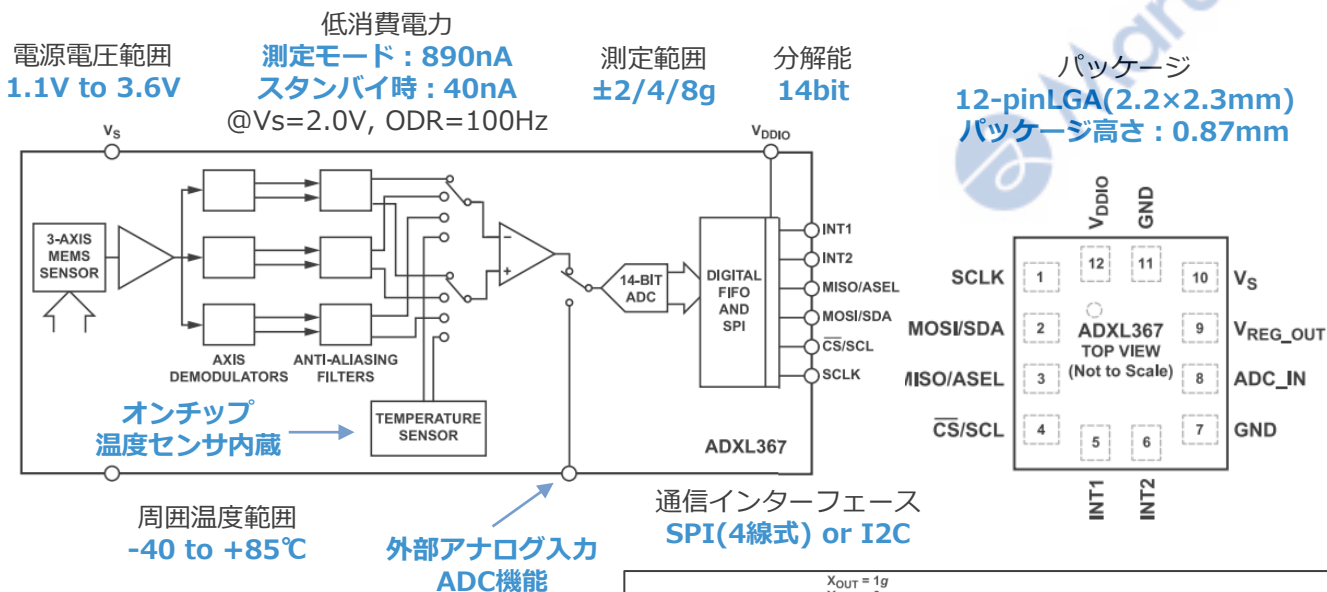 電源電圧範囲
1.1V to 3.6V
低消費電力
測定モード：890nA
スタンバイ時：40nA
@Vs=2.0V, ODR=100Hz
測定範囲
±2/4/8g
分解能
14bit
パッケージ
12-pinLGA(2.2×2.3mm)
パッケージ高さ：0.87mm
VS
VDDIO
3-AXIS
MEMS
SENSOR
AXIS
DEMODULATORS
ANTI-ALIASING
FILTERS
−
+
14-BIT
ADC
DIGITAL
FIFO
AND
SPI
INT1
INT2
MISO/ASEL
MOSI/SDA
CS/SCL
SCLK
TEMPERATURE
SENSOR
ADXL367
オンチップ
温度センサ内蔵
周囲温度範囲
-40 to +85℃
外部アナログ入力
ADC機能
通信インターフェース
SPI(4線式) or I2C
VDDIO
GND
12
11
SCLK
1
10
VS
MOSI/SDA
2
9
VREG_OUT
MISO/ASEL
3
8
ADC_IN
CS/SCL
4
7
GND
5
6
INT1
INT2
ADXL367
TOP VIEW
(Not to Scale)
XOUT = 1g